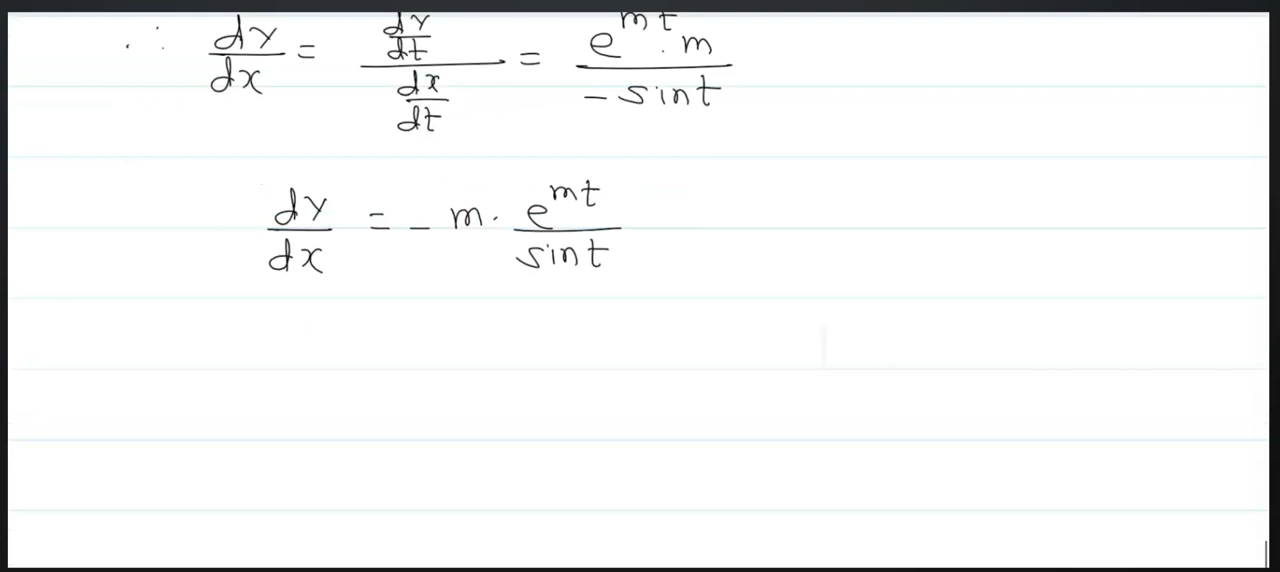 ∴ dy/dx = (dy/dt)/(dx/dt) = e^{mt}·m/(- sint)
dy/dx = - m· e^{mt}/sint